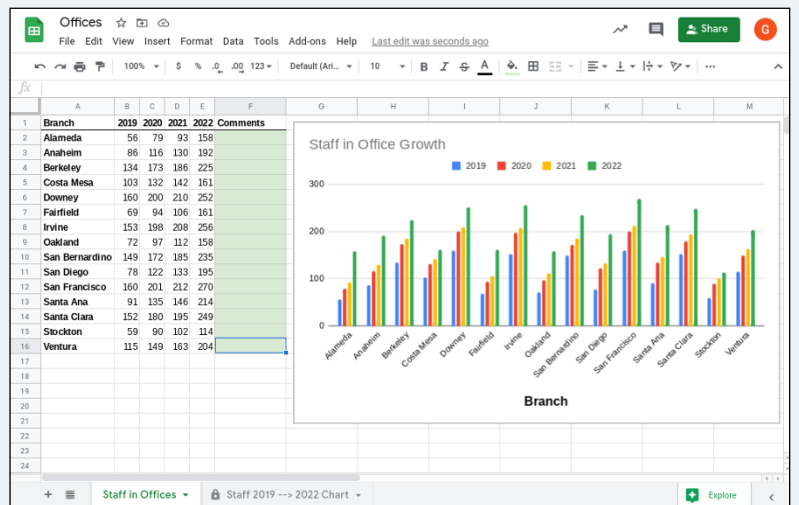 Offices
File Edit View Insert Format Data Tools Add-ons Help Last edit was seconds ago
Share
G
100% $ % .0 .00 123 Default (Ari... 10 B I S A ...
fx
A B C D E F G H I J K L M
1 Branch 2019 2020 2021 2022 Comments
2 Alameda 56 79 93 158
3 Anaheim 86 116 130 192
4 Berkeley 134 173 186 225
5 Costa Mesa 103 132 142 161
6 Downey 160 200 210 252
7 Fairfield 69 94 106 161
8 Irvine 153 198 208 256
9 Oakland 72 97 112 158
10 San Bernardino 149 172 185 235
11 San Diego 78 122 133 195
12 San Francisco 160 201 212 270
13 Santa Ana 91 135 146 214
14 Santa Clara 152 180 195 249
15 Stockton 59 90 102 114
16 Ventura 115 149 163 204
17
18
19
20
21
22
23
24
Staff in Office Growth
2019 2020 2021 2022
300
200
100
0
Alameda Anaheim Berkeley Costa Mesa Downey Fairfield Irvine Oakland San Bernardino San Diego San Francisco Santa Ana Santa Clara Stockton Ventura
Branch
+ Staff in Offices Staff 2019 --> 2022 Chart Explore